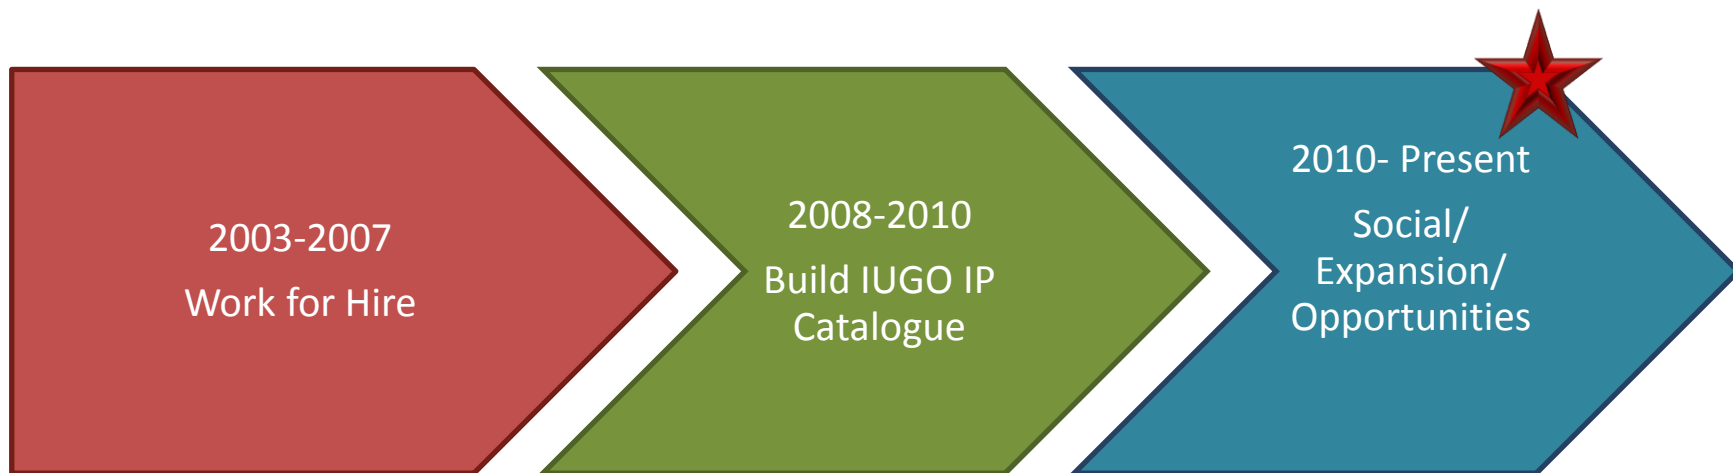 2003-2007
Work for Hire
2008-2010
Build IUGO IP
Catalogue
2010- Present
Social/
Expansion/
Opportunities